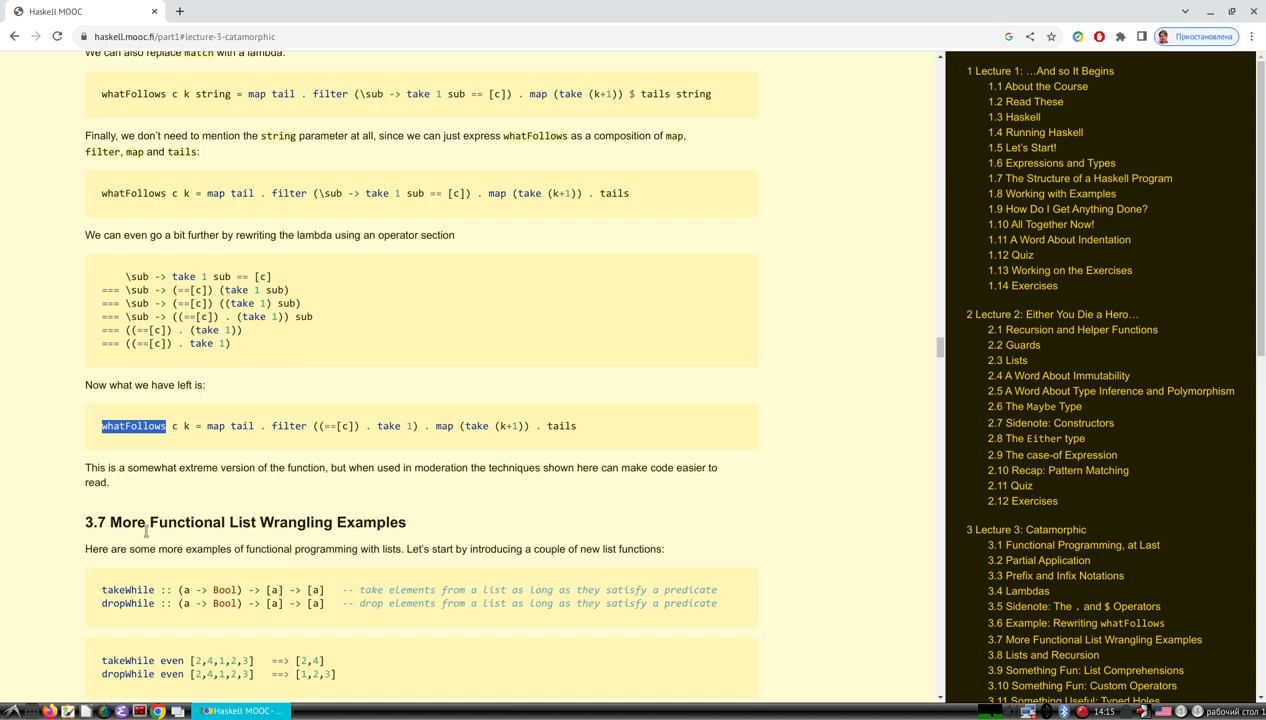 Haskell MOOC
haskell.mooc.fi/part1#lecture-3-catamorphic
Приостановлена
We can also replace match with a lambda:
whatFollows c k string = map tail . filter (\sub -> take 1 sub == [c]) . map (take (k+1)) $ tails string
Finally, we don't need to mention the string parameter at all, since we can just express whatFollows as a composition of map,
filter, map and tails:
whatFollows c k = map tail . filter (\sub -> take 1 sub == [c]) . map (take (k+1)) . tails
We can even go a bit further by rewriting the lambda using an operator section
\sub -> take 1 sub == [c]
=== \sub -> (==[c]) (take 1 sub)
=== \sub -> (==[c]) ((take 1) sub)
=== \sub -> ((==[c]) . (take 1)) sub
=== ((==[c]) . (take 1))
=== ((==[c]) . take 1)
Now what we have left is:
whatFollows c k = map tail . filter ((==[c]) . take 1) . map (take (k+1)) . tails
This is a somewhat extreme version of the function, but when used in moderation the techniques shown here can make code easier to
read.
3.7 More Functional List Wrangling Examples
Here are some more examples of functional programming with lists. Let's start by introducing a couple of new list functions:
takeWhile :: (a -> Bool) -> [a] -> [a]   -- take elements from a list as long as they satisfy a predicate
dropWhile :: (a -> Bool) -> [a] -> [a]   -- drop elements from a list as long as they satisfy a predicate
takeWhile even [2,4,1,2,3]   ==> [2,4]
dropWhile even [2,4,1,2,3]   ==> [1,2,3]
1 Lecture 1: …And so It Begins
1.1 About the Course
1.2 Read These
1.3 Haskell
1.4 Running Haskell
1.5 Let's Start!
1.6 Expressions and Types
1.7 The Structure of a Haskell Program
1.8 Working with Examples
1.9 How Do I Get Anything Done?
1.10 All Together Now!
1.11 A Word About Indentation
1.12 Quiz
1.13 Working on the Exercises
1.14 Exercises
2 Lecture 2: Either You Die a Hero…
2.1 Recursion and Helper Functions
2.2 Guards
2.3 Lists
2.4 A Word About Immutability
2.5 A Word About Type Inference and Polymorphism
2.6 The Maybe Type
2.7 Sidenote: Constructors
2.8 The Either type
2.9 The case-of Expression
2.10 Recap: Pattern Matching
2.11 Quiz
2.12 Exercises
3 Lecture 3: Catamorphic
3.1 Functional Programming, at Last
3.2 Partial Application
3.3 Prefix and Infix Notations
3.4 Lambdas
3.5 Sidenote: The . and $ Operators
3.6 Example: Rewriting whatFollows
3.7 More Functional List Wrangling Examples
3.8 Lists and Recursion
3.9 Something Fun: List Comprehensions
3.10 Something Fun: Custom Operators
3.11 Something Useful: Typed Holes
Haskell MOOC - ...
14:15
рабочий стол 1